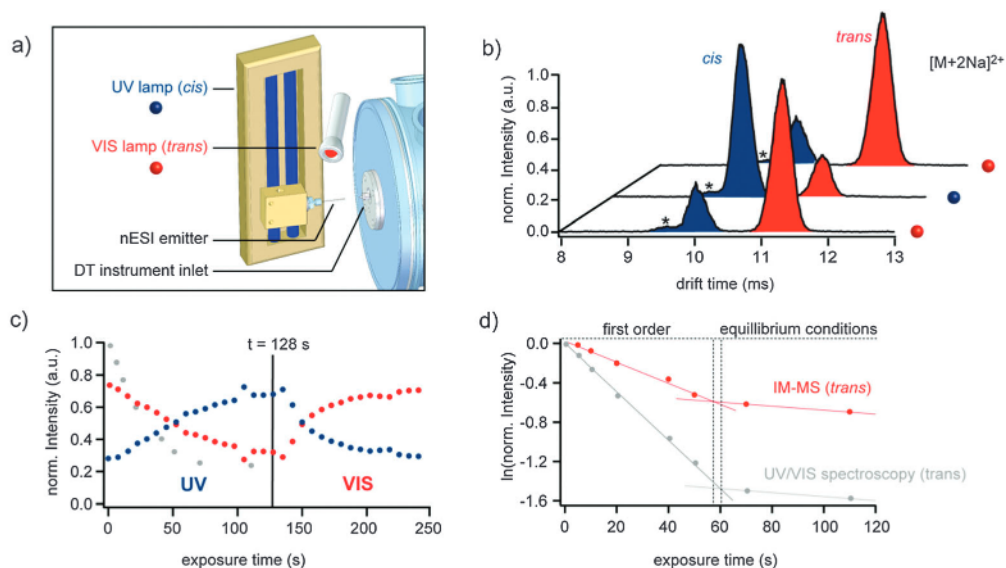 a)
UV lamp (cis)
VIS lamp (trans)
nESI emitter
DT instrument inlet
b)
trans
cis
[M+2Na]2+
norm. Intensity (a.u.)
1.0
0.8
0.6
0.4
0.2
0.0
*
*
*
8 9 10 11 12 13
drift time (ms)
c)
t = 128 s
norm. Intensity (a.u.)
1.0
0.8
0.6
0.4
0.2
0.0
UV
VIS
0 50 100 150 200 250
exposure time (s)
d)
first order
equillibrium conditions
ln(norm. Intensity)
0.0
-0.4
-0.8
-1.2
-1.6
IM-MS (trans)
UV/VIS spectroscopy (trans)
0 20 40 60 80 100 120
exposure time (s)